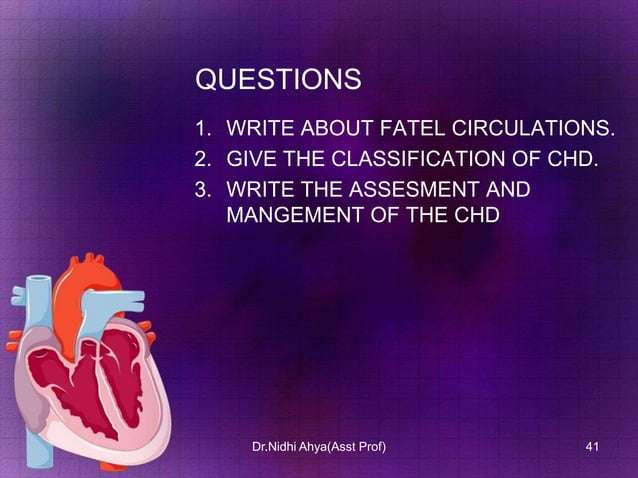 QUESTIONS
1. WRITE ABOUT FATEL CIRCULATIONS.
2. GIVE THE CLASSIFICATION OF CHD.
3. WRITE THE ASSESMENT AND
MANGEMENT OF THE CHD
Dr.Nidhi Ahya(Asst Prof)
41